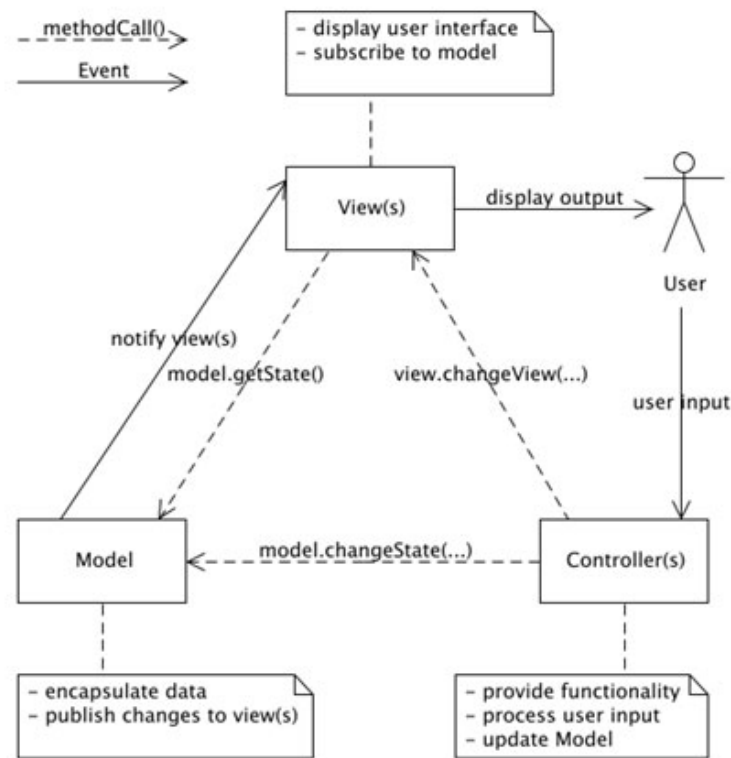 methodCall()
Event
- display user interface
- subscribe to model
View(s)
display output
User
notify view(s)
model.getState()
view.changeView(...)
user input
Model
model.changeState(...)
Controller(s)
- encapsulate data
- publish changes to view(s)
- provide functionality
- process user input
- update Model